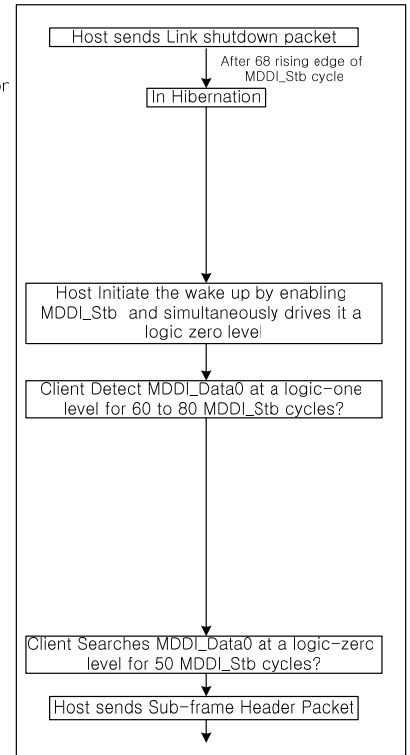 Host sends Link shutdown packet
After 68 rising edge of
MDDI_Stb cycle
or
In Hibernation
Host Initiate the wake up by enabling
MDDI_Stb and simultaneously drives it a
logic zero level
Client Detect MDDI_Data0 at a logic-one
level for 60 to 80 MDDI_Stb cycles?
Client Searches MDDI_Data0 at a logic-zero
level for 50 MDDI_Stb cycles?
Host sends Sub-frame Header Packet